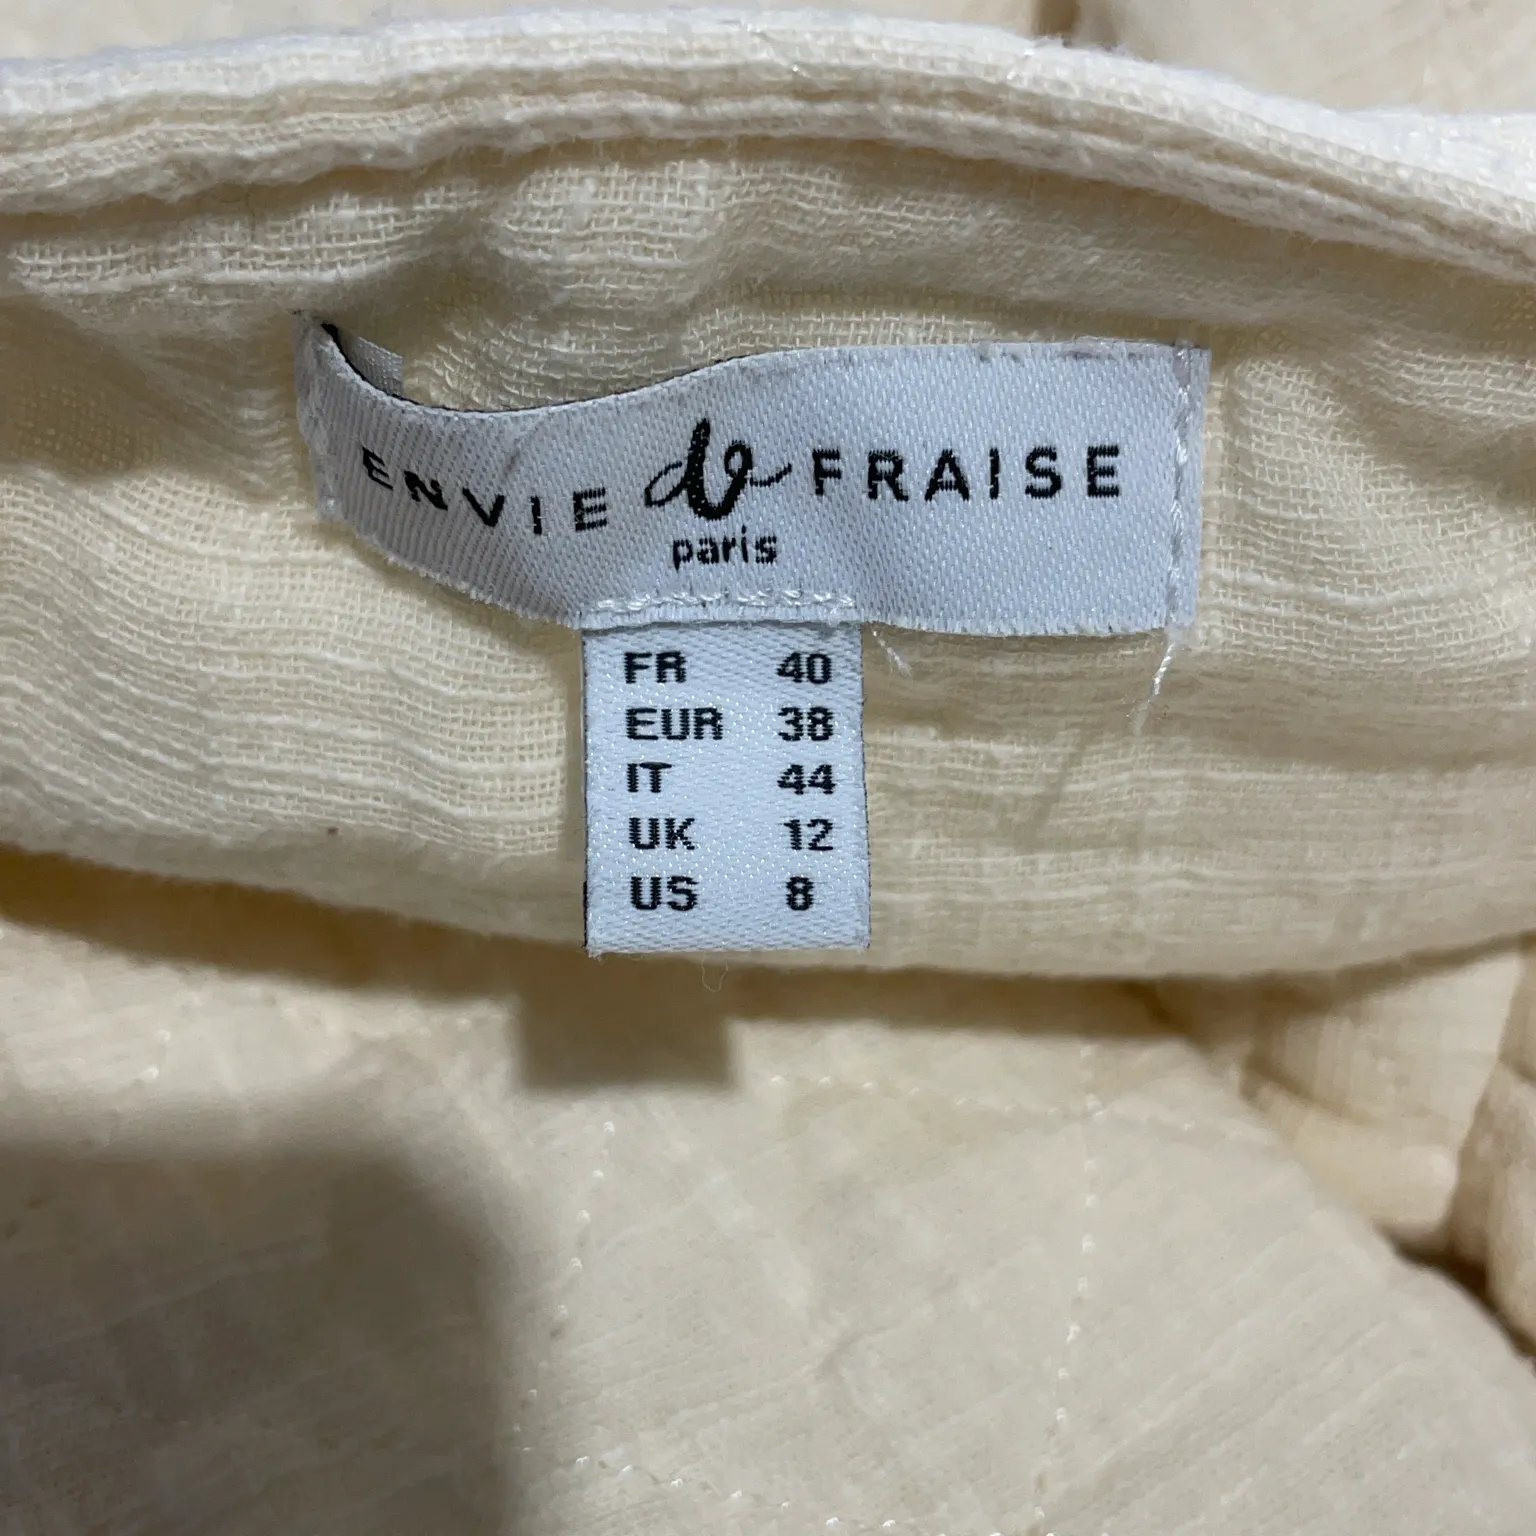 ENVIE de FRAISE
paris
FR 40
EUR 38
IT 44
UK 12
US 8